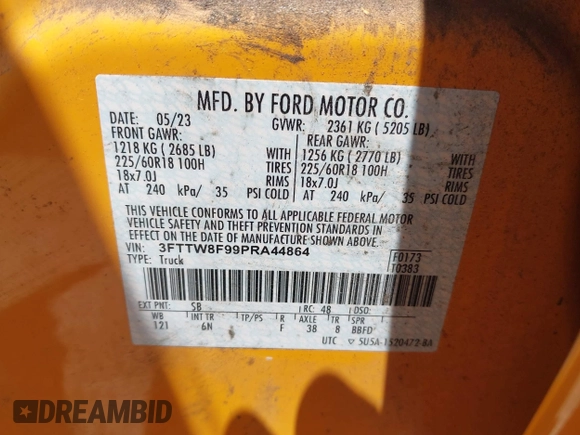 MFD. BY FORD MOTOR CO.
DATE: 05/23 GVWR: 2361 KG ( 5205 LB)
FRONT GAWR: REAR GAWR:
1218 KG ( 2685 LB) WITH 1256 KG ( 2770 LB) WITH
225/60R18 100H TIRES 225/60R18 100H TIRES
18x7.0J RIMS 18x7.0J RIMS
AT 240 kPa/ 35 PSI COLD AT 240 kPa/ 35 PSI COLD
THIS VEHICLE CONFORMS TO ALL APPLICABLE FEDERAL MOTOR
VEHICLE SAFETY AND THEFT PREVENTION STANDARDS IN
EFFECT ON THE DATE OF MANUFACTURE SHOWN ABOVE.
VIN: 3FTTW8F99PRA44864 F0173
TYPE: Truck T0383
EXT PNT: SB RC: 48 DSO:
WB INT TR TP/PS R AXLE TR SPR
121 6N F 38 8 BBFD
UTC 5U5A-1520472-BA
DREAMBID